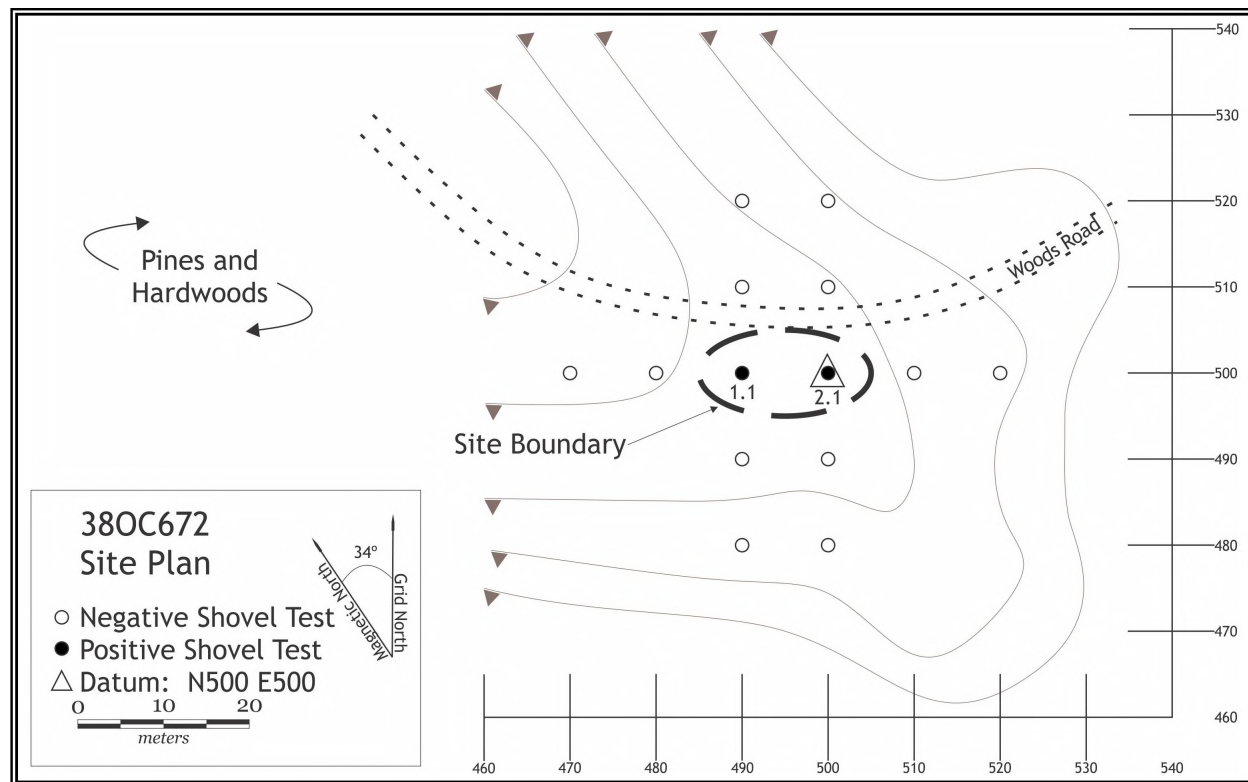 540
530
520
510
500
490
480
470
460
Woods Road
Pines and
Hardwoods
1.1
2.1
Site Boundary
38OC672
Site Plan
34°
Magnetic North
Grid North
Negative Shovel Test
Positive Shovel Test
Datum: N500 E500
0 10 20
meters
460 470 480 490 500 510 520 530 540